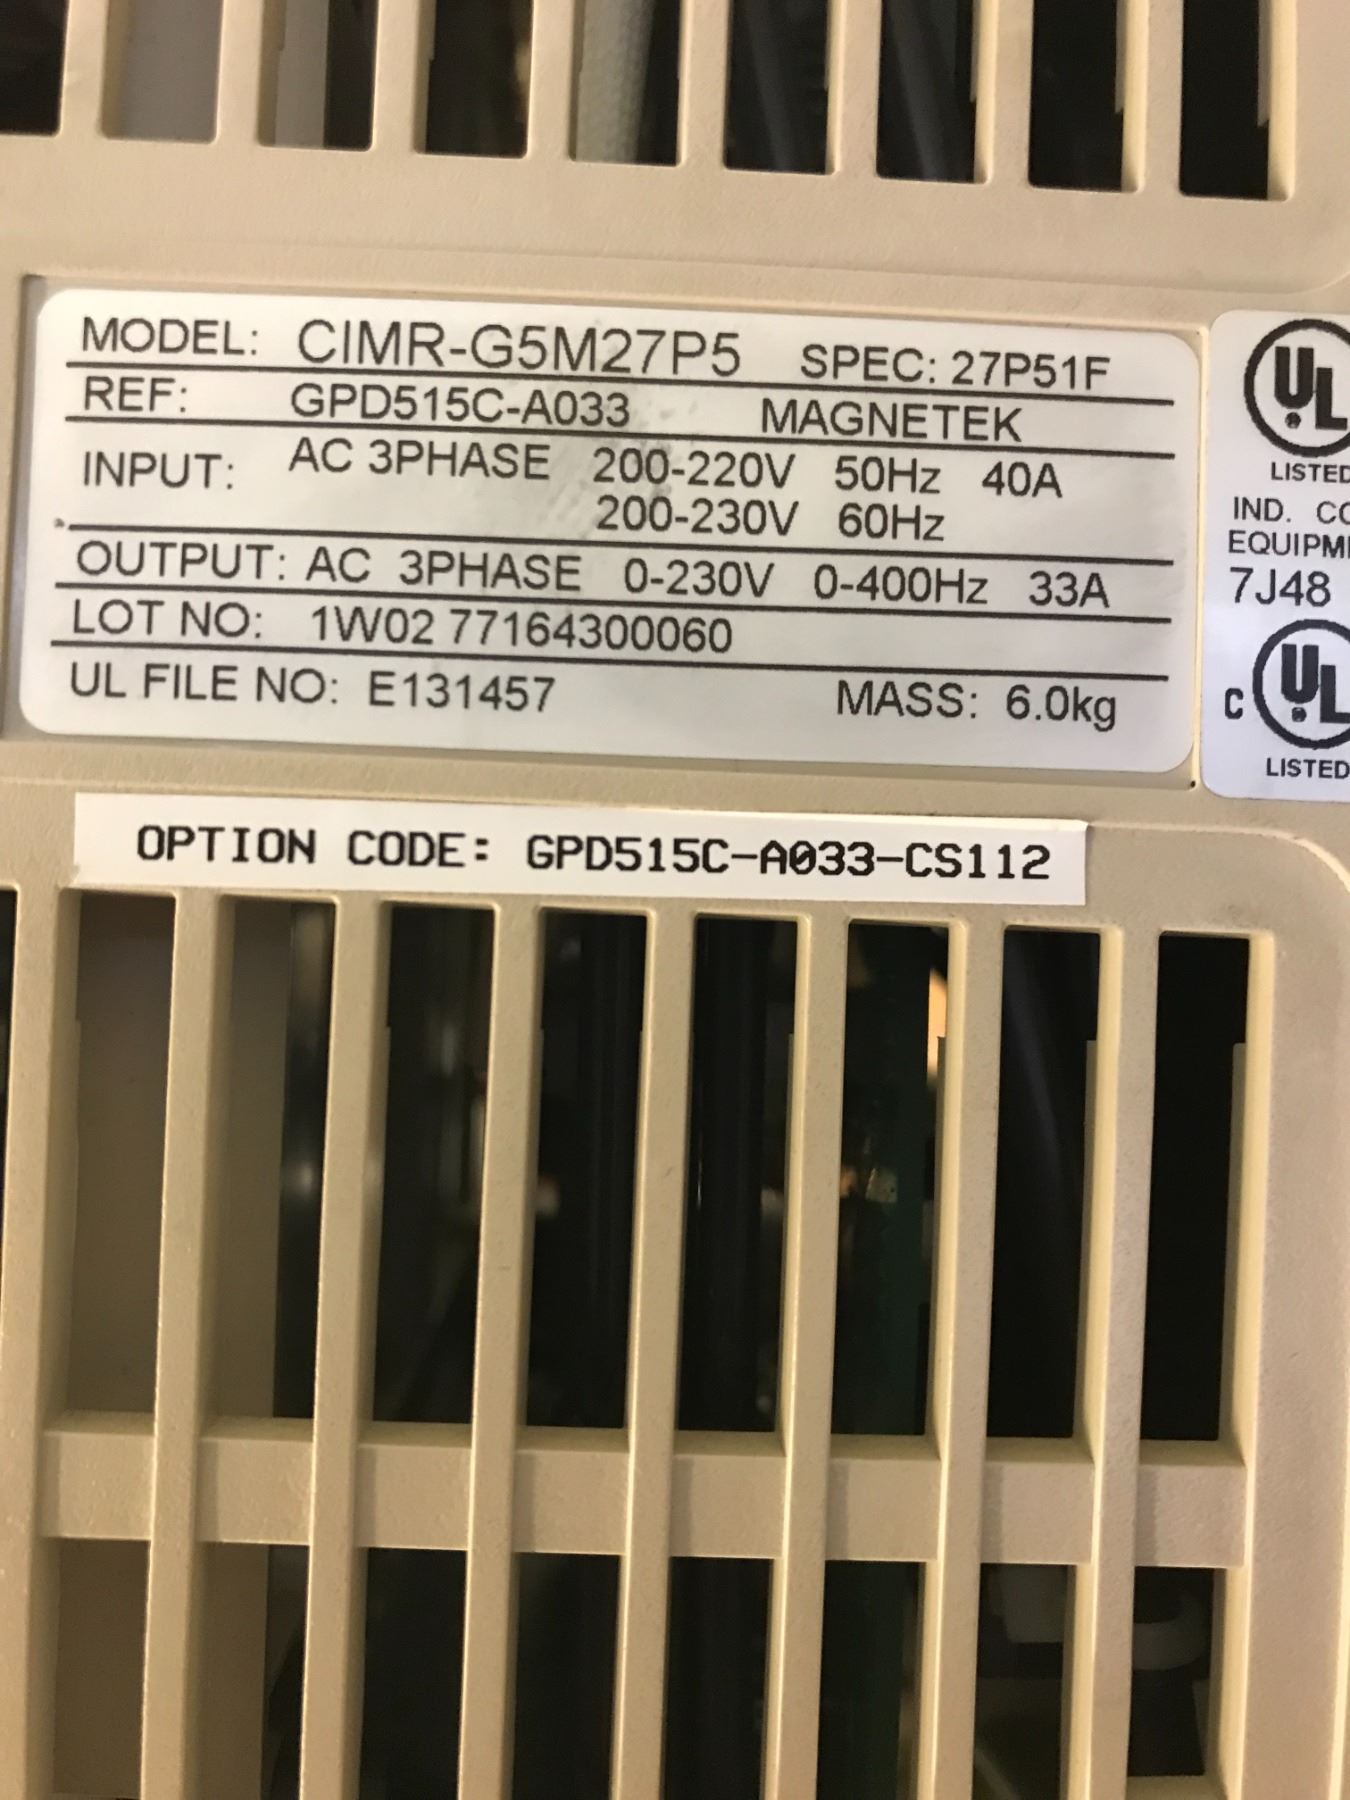 MODEL: CIMR-G5M27P5 SPEC: 27P51F
REF: GPD515C-A033 MAGNETEK
INPUT: AC 3PHASE 200-220V 50Hz 40A
200-230V 60Hz
OUTPUT: AC 3PHASE 0-230V 0-400Hz 33A
LOT NO: 1W02 77164300060
UL FILE NO: E131457 MASS: 6.0kg
UL
LISTED
IND. CO
EQUIPM
7J48
C UL
LISTED
OPTION CODE: GPD515C-A033-CS112